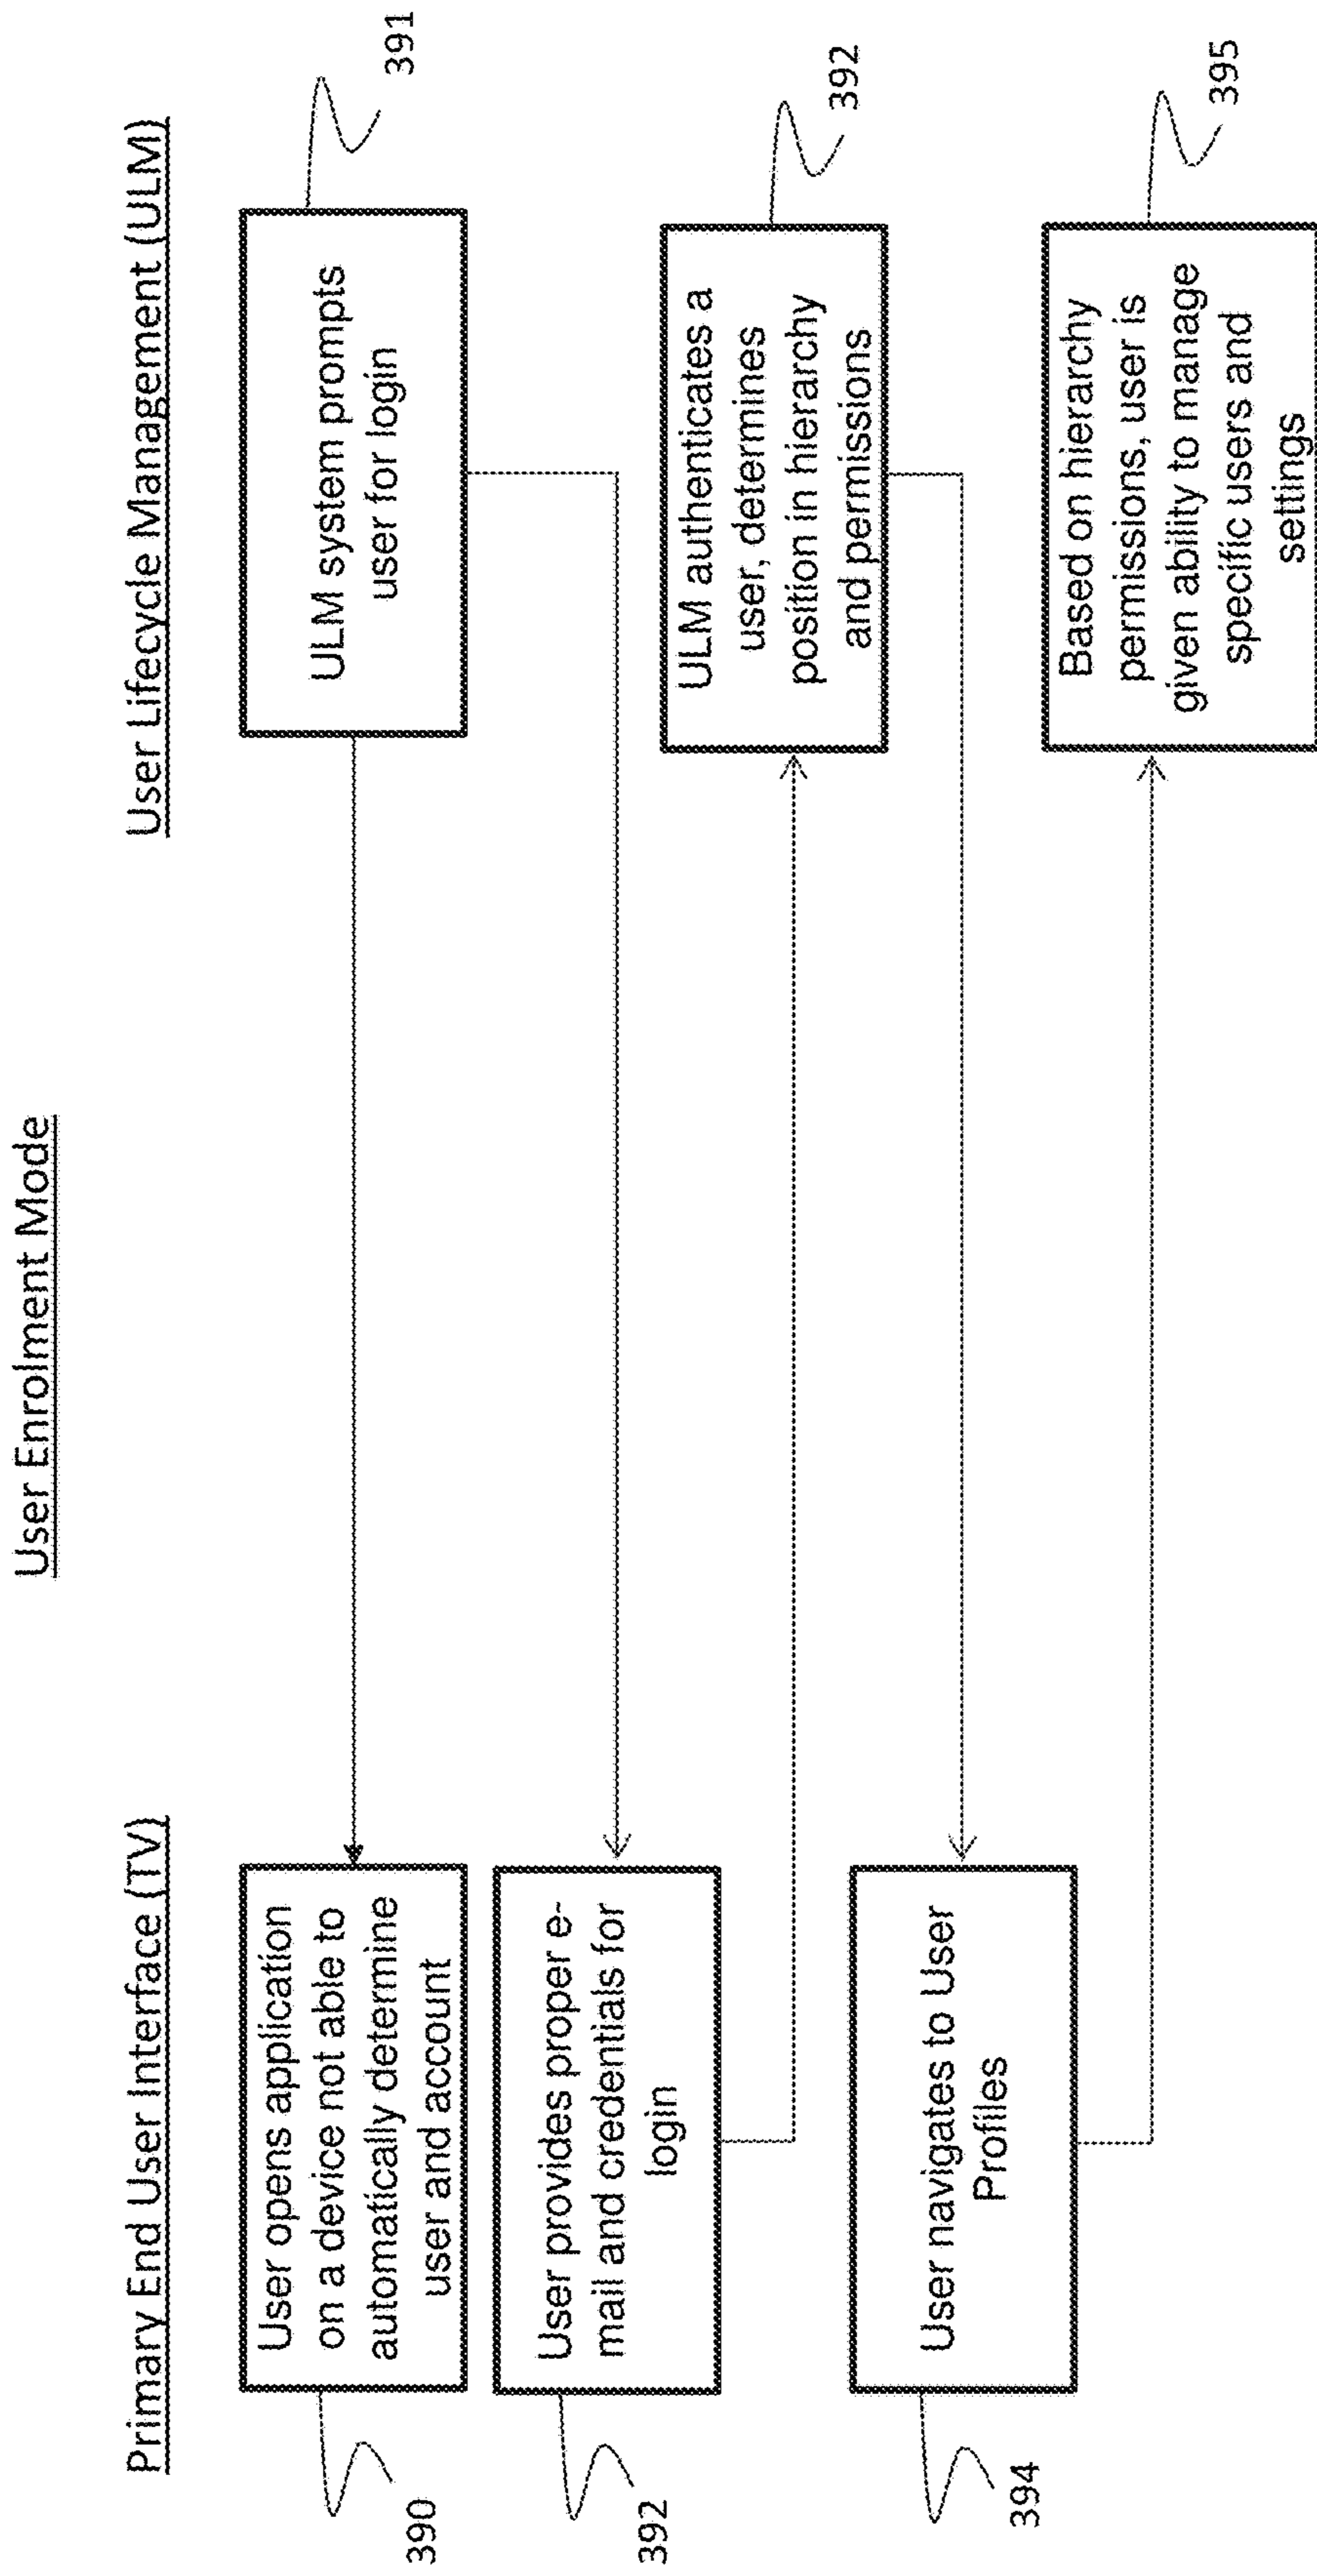 User Enrolment Mode
Primary End User Interface (TV)
User Lifecycle Management (ULM)
User opens application
on a device not able to
automatically determine
user and account
390
ULM system prompts
user for login
391
User provides proper e-
mail and credentials for
login
392
ULM authenticates a
user, determines
position in hierarchy
and permissions
392
User navigates to User
Profiles
394
Based on hierarchy
permissions, user is
given ability to manage
specific users and
settings
395